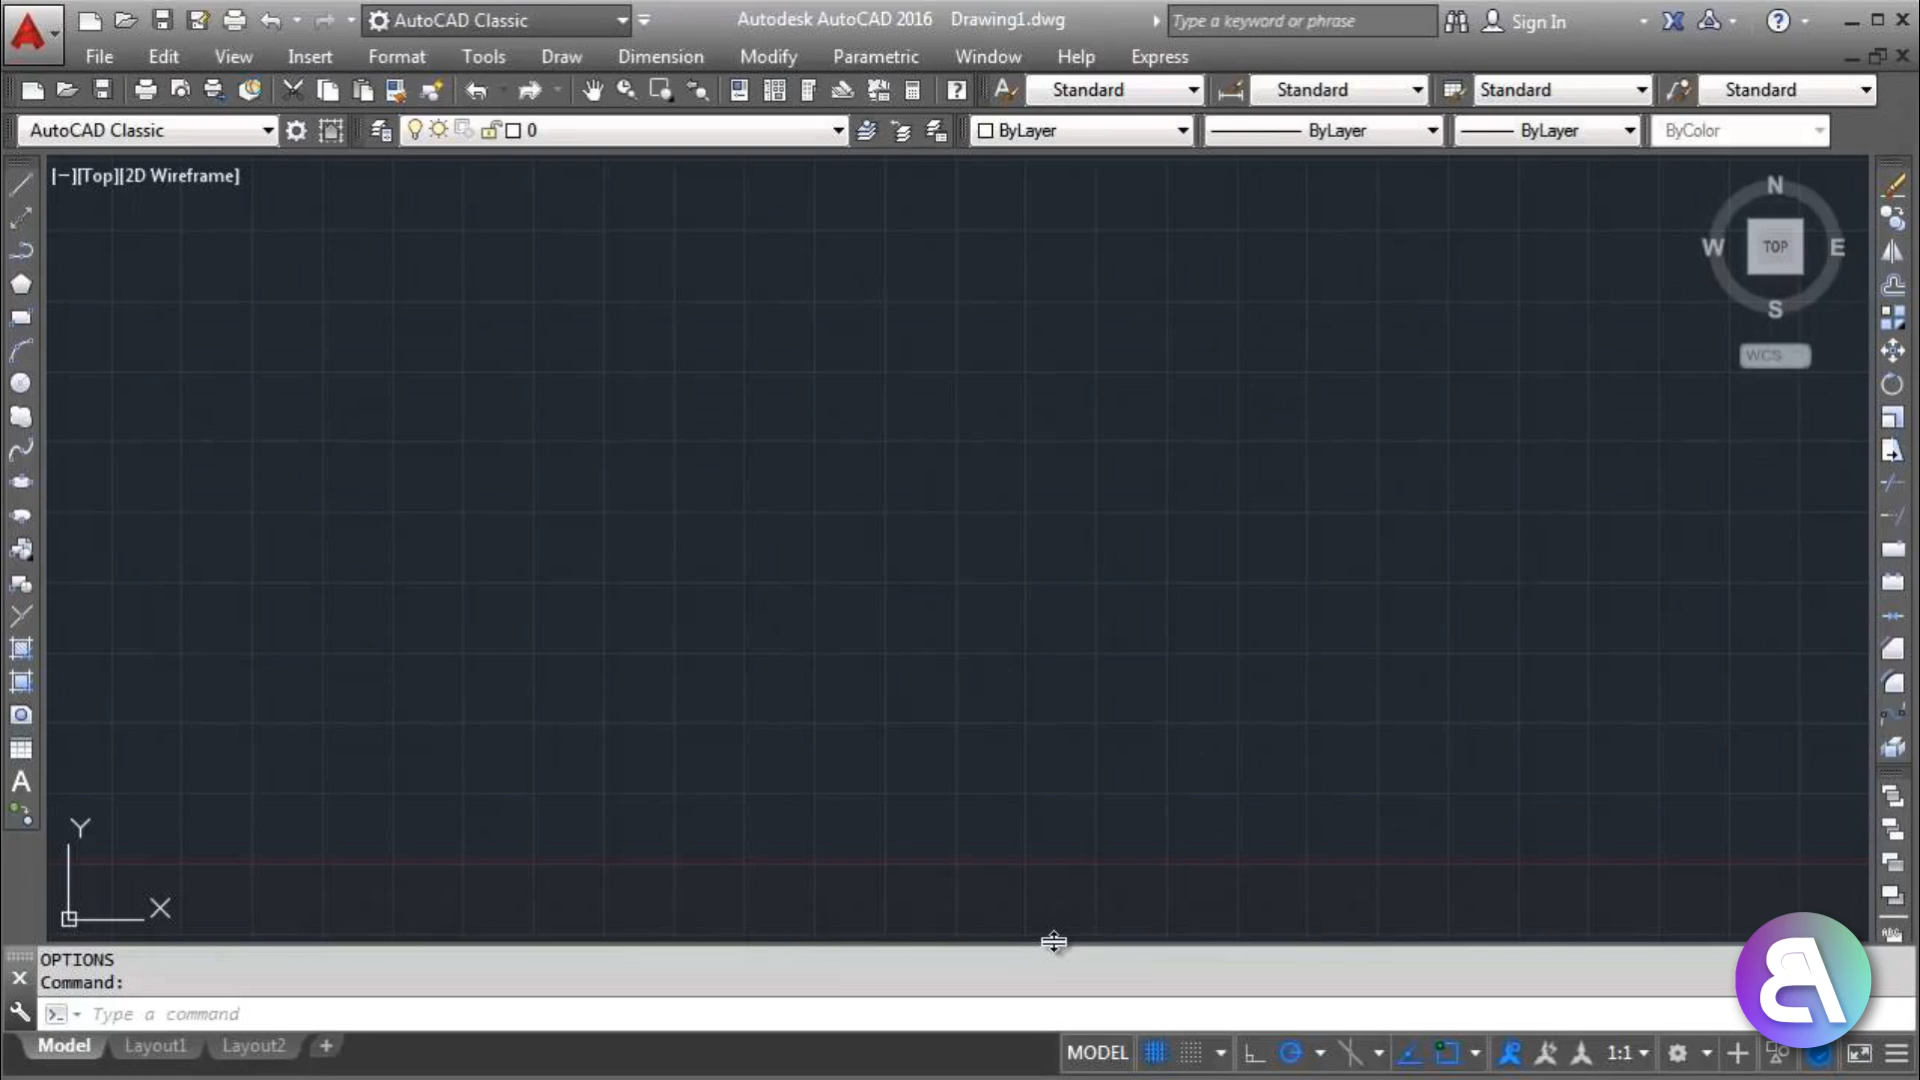 AutoCAD Classic
Autodesk AutoCAD 2016 Drawing1.dwg
Type a keyword or phrase
Sign In
File Edit View Insert Format Tools Draw Dimension Modify Parametric Window Help Express
Standard Standard Standard Standard
AutoCAD Classic 0 ByLayer ByLayer ByLayer ByColor
[−][Top][2D Wireframe]
N
W TOP E
S
WCS
Y
X
OPTIONS
Command:
Type a command
Model Layout1 Layout2 +
MODEL 1:1
A